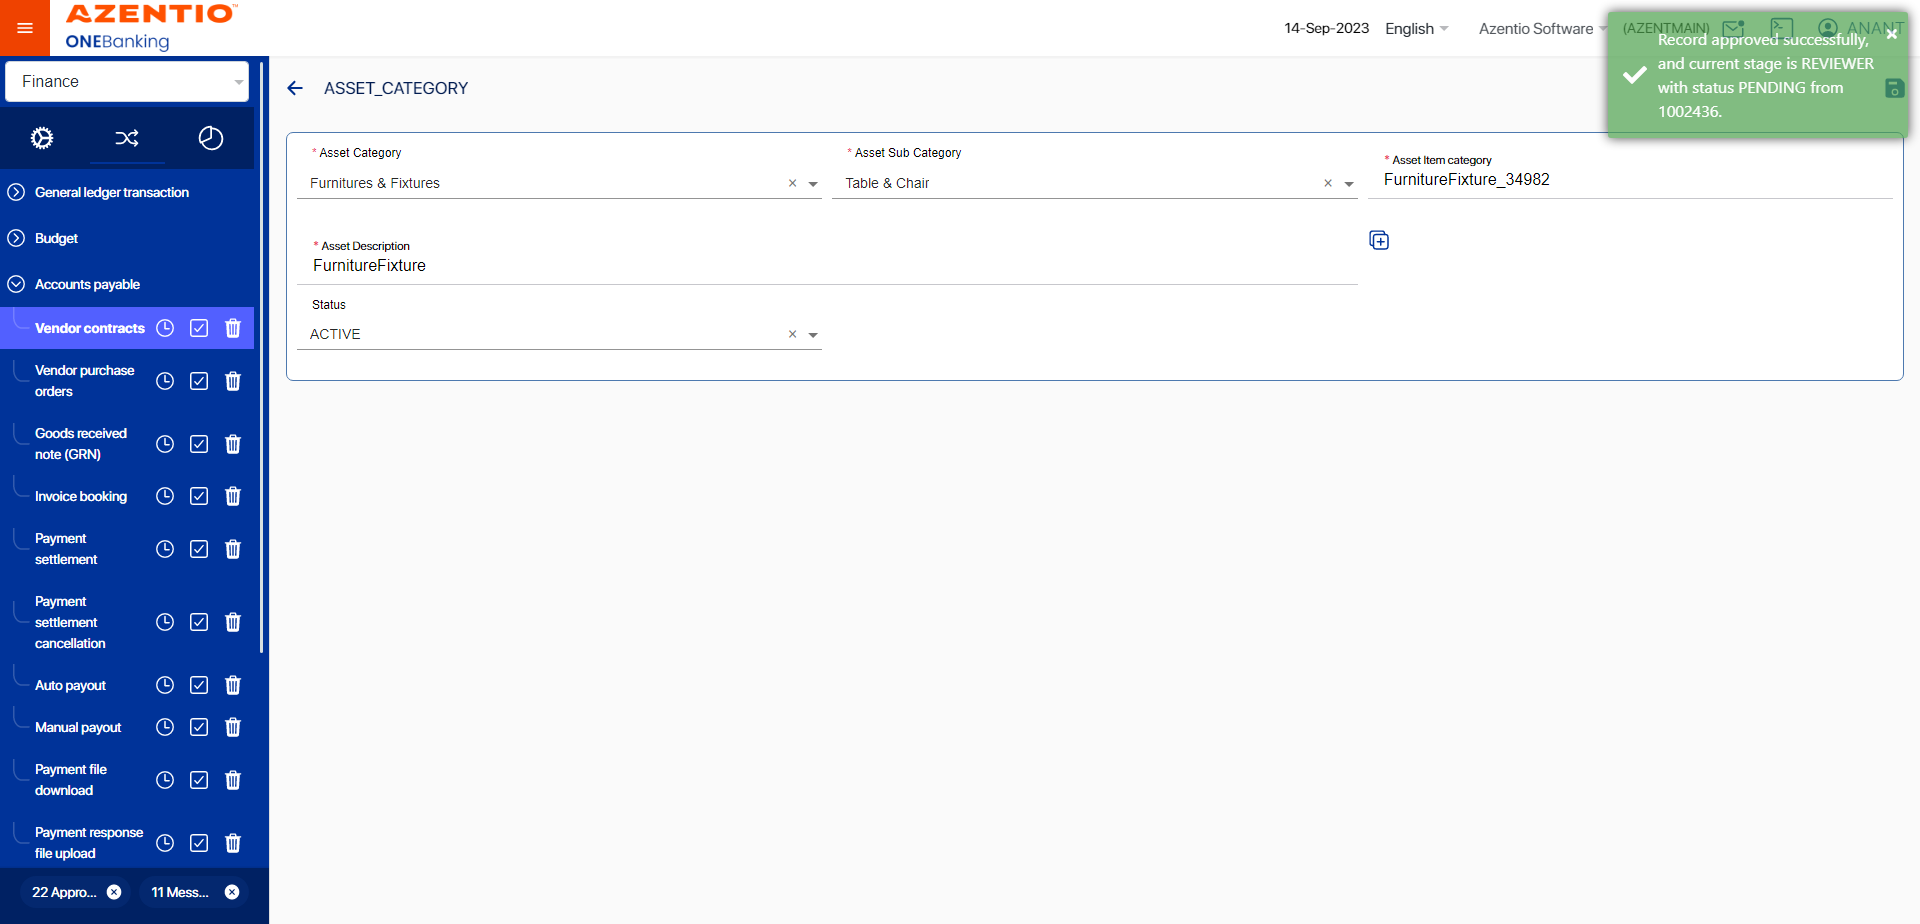 AZENTIO
ONEBanking
14-Sep-2023
English
Azentio Software
(AZENTMAIN)
ANANT
Record approved successfully,
and current stage is REVIEWER
with status PENDING from
1002436.
Finance
ASSET_CATEGORY
* Asset Category
Furnitures & Fixtures
* Asset Sub Category
Table & Chair
* Asset Item category
FurnitureFixture_34982
* Asset Description
FurnitureFixture
Status
ACTIVE
General ledger transaction
Budget
Accounts payable
Vendor contracts
Vendor purchase
orders
Goods received
note (GRN)
Invoice booking
Payment
settlement
Payment
settlement
cancellation
Auto payout
Manual payout
Payment file
download
Payment response
file upload
22 Appro...
11 Mess...